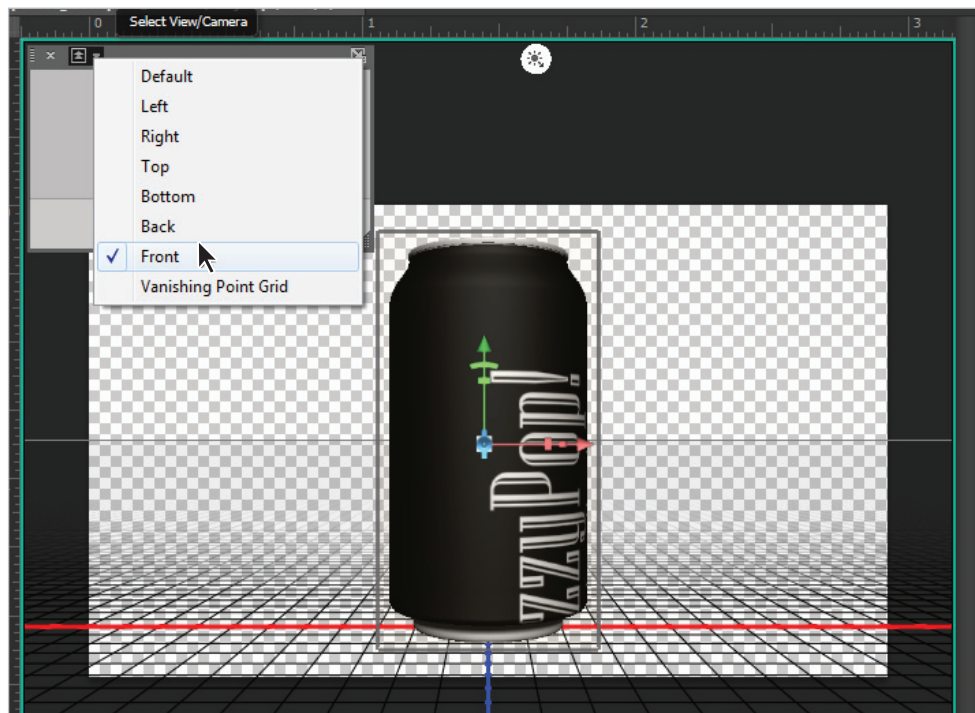 0
Select View/Camera
1
2
3
Default
Left
Right
Top
Bottom
Back
Front
Vanishing Point Grid
zzyPop!